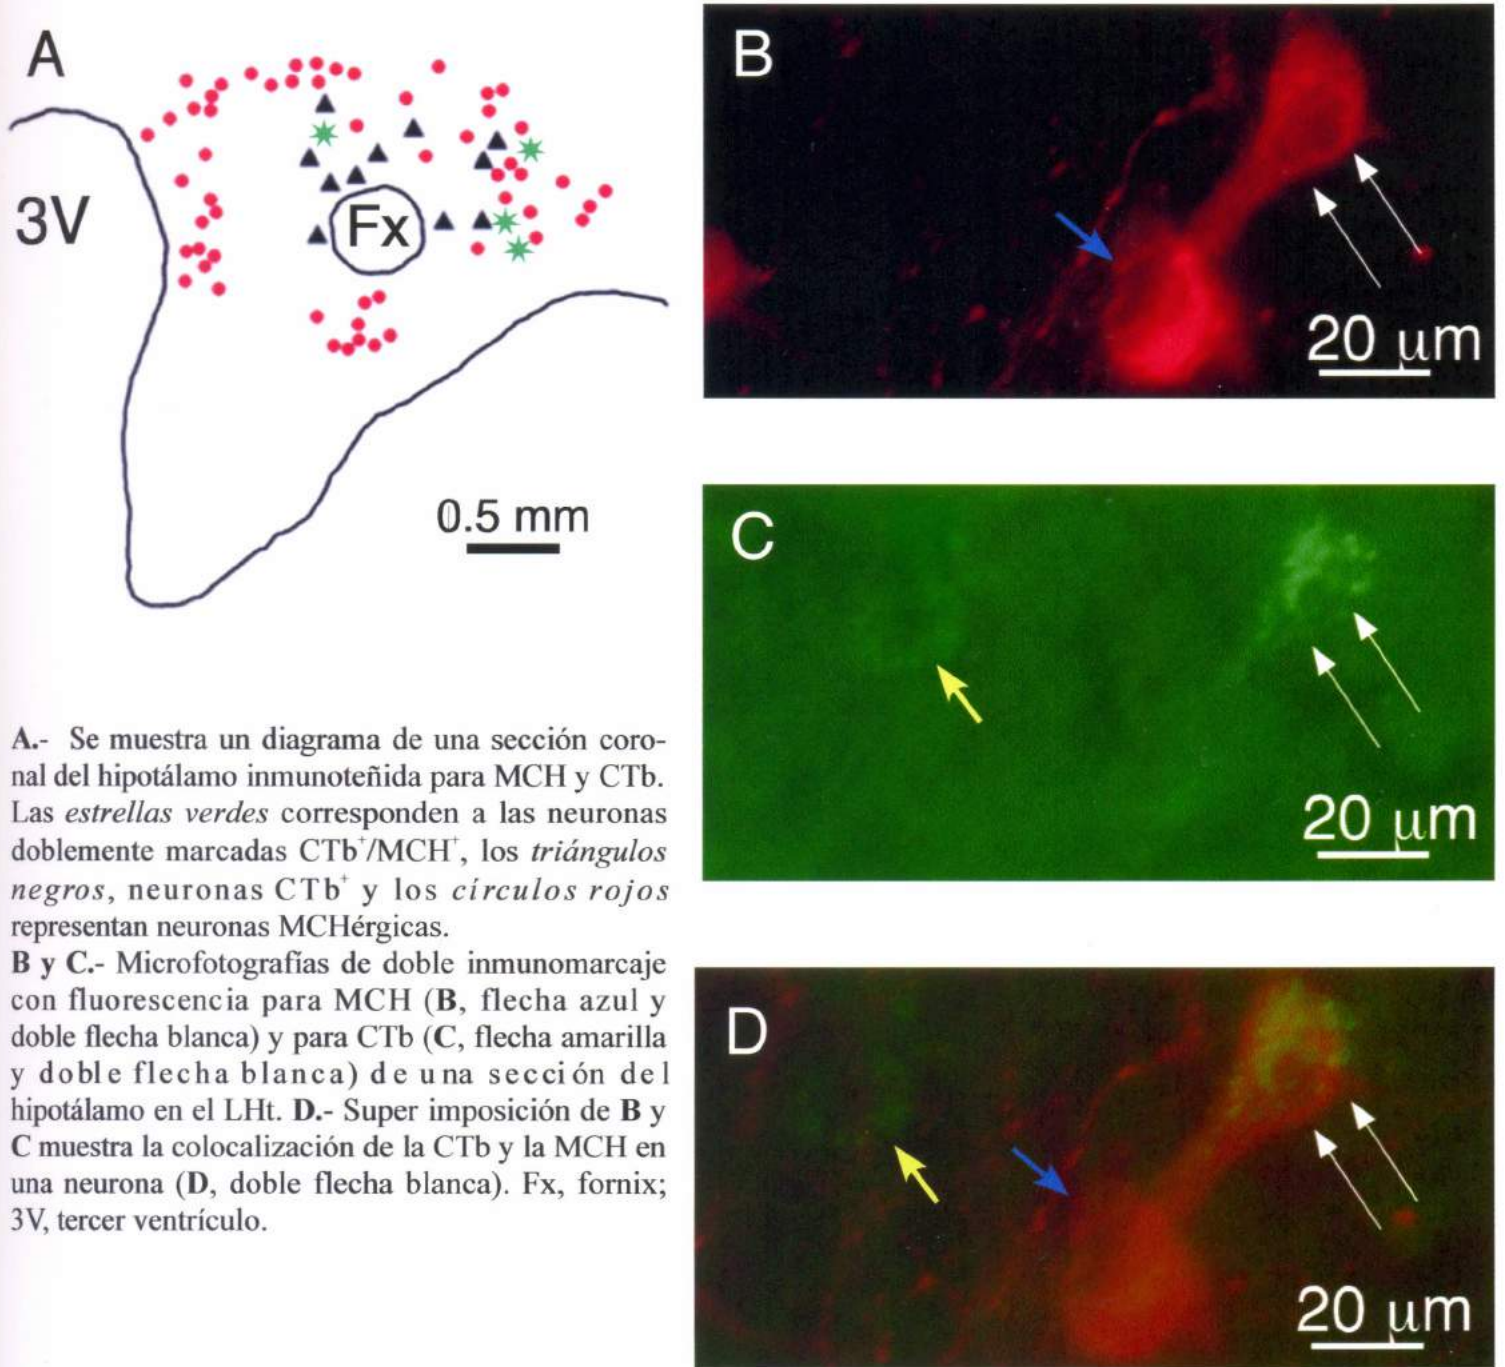 A
3V
Fx
0.5 mm
B
20 µm
C
20 µm
D
20 µm
A.- Se muestra un diagrama de una sección coro-
nal del hipotálamo inmunoteñida para MCH y CTb.
Las estrellas verdes corresponden a las neuronas
doblemente marcadas CTb⁺/MCH⁺, los triángulos
negros, neuronas CTb⁺ y los círculos rojos
representan neuronas MCHérgicas.
B y C.- Microfotografías de doble inmunomarcaje
con fluorescencia para MCH (B, flecha azul y
doble flecha blanca) y para CTb (C, flecha amarilla
y doble flecha blanca) de una sección del
hipotálamo en el LHt. D.- Super imposición de B y
C muestra la colocalización de la CTb y la MCH en
una neurona (D, doble flecha blanca). Fx, fornix;
3V, tercer ventrículo.